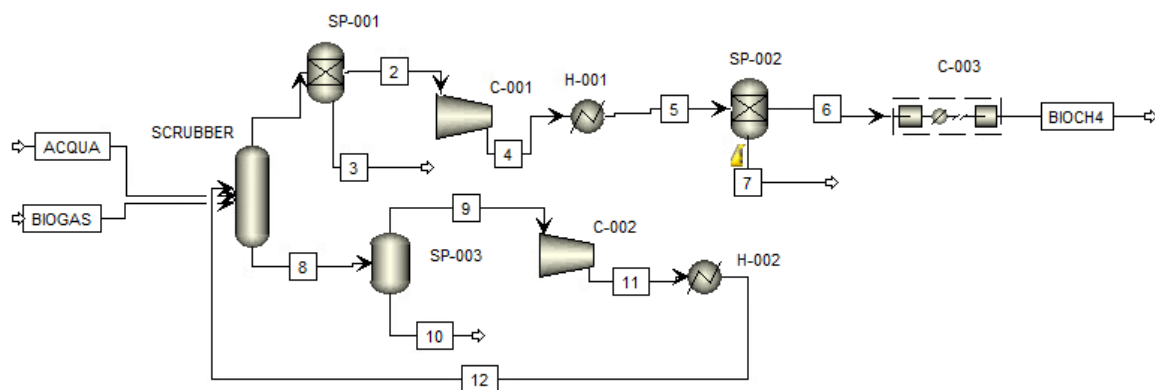 SP-001
2
C-001
H-001
5
SP-002
6
C-003
BIOCH4
SCRUBBER
ACQUA
4
3
7
BIOGAS
9
C-002
8
SP-003
11
H-002
10
12